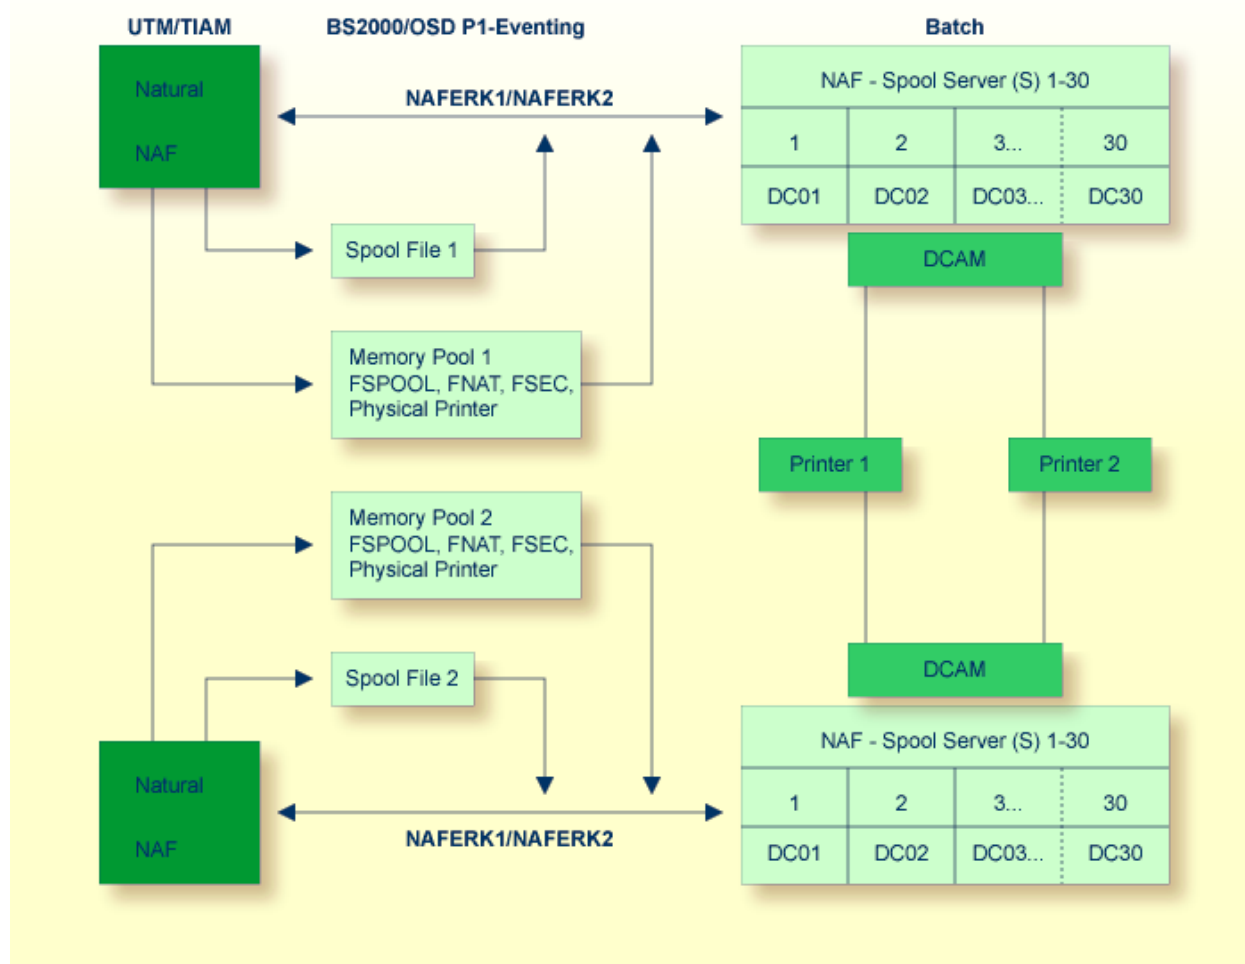 UTM/TIAM
BS2000/OSD P1-Eventing
Batch
Natural
NAF
NAFERK1/NAFERK2
NAF - Spool Server (S) 1-30
1
2
3...
30
DC01
DC02
DC03...
DC30
Spool File 1
DCAM
Memory Pool 1
FSPOOL, FNAT, FSEC,
Physical Printer
Printer 1
Printer 2
Memory Pool 2
FSPOOL, FNAT, FSEC,
Physical Printer
Spool File 2
DCAM
Natural
NAF
NAFERK1/NAFERK2
NAF - Spool Server (S) 1-30
1
2
3...
30
DC01
DC02
DC03...
DC30